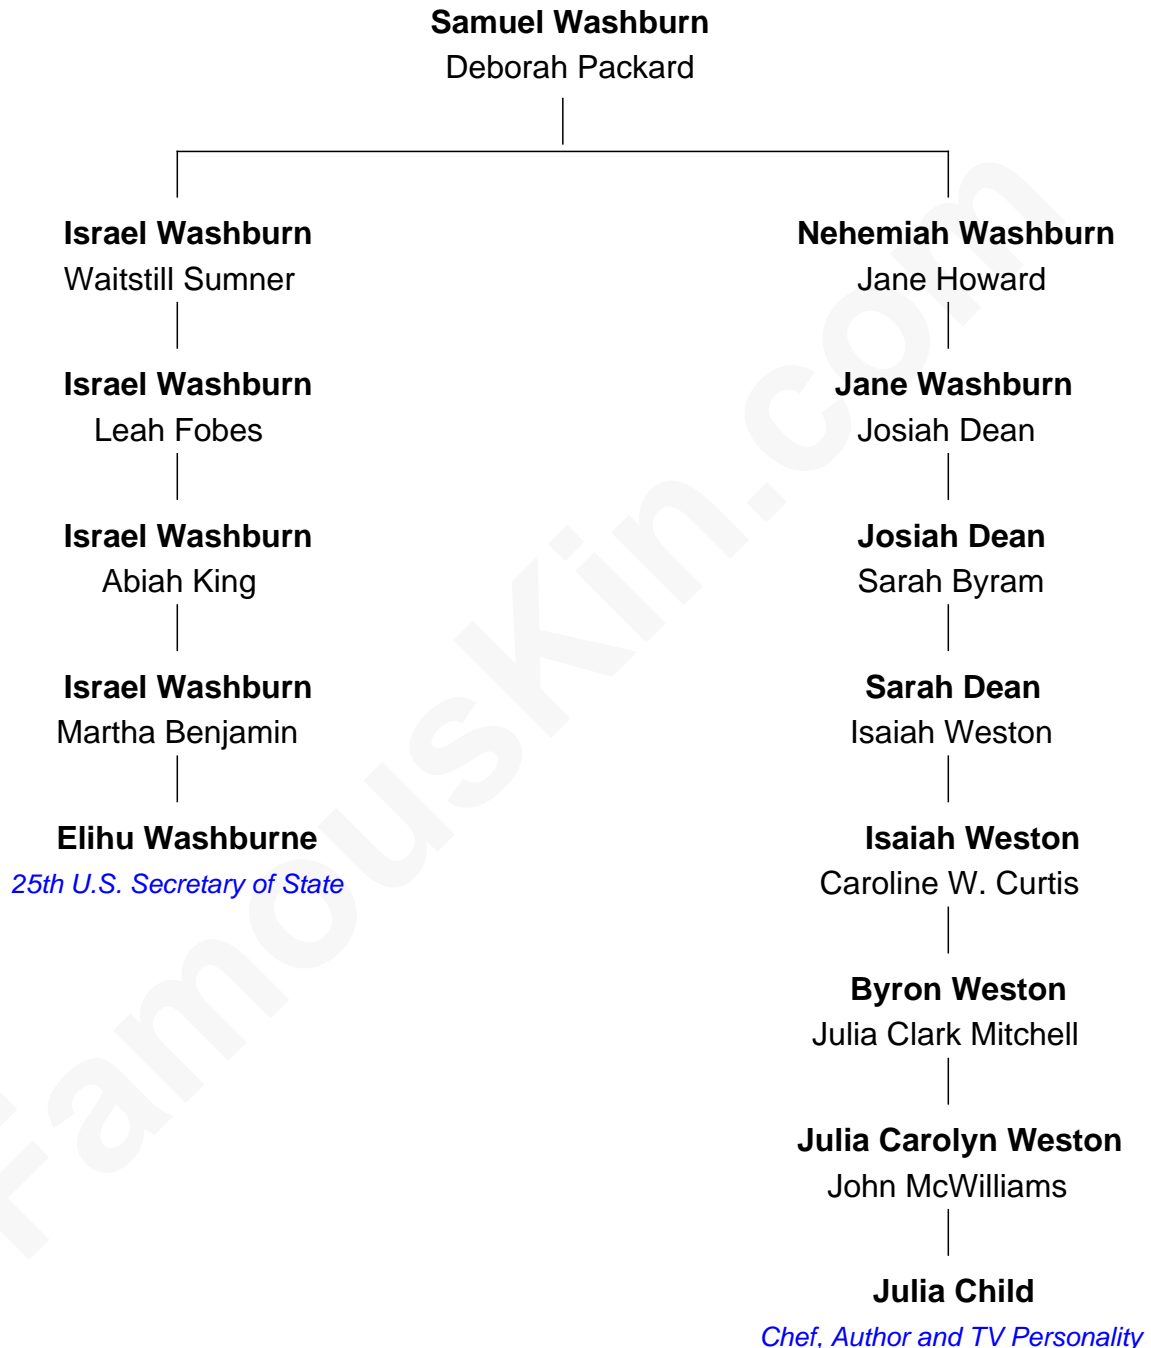 Samuel Washburn
Deborah Packard
Israel Washburn
Waitstill Sumner
Israel Washburn
Leah Fobes
Israel Washburn
Abiah King
Israel Washburn
Martha Benjamin
Elihu Washburne
25th U.S. Secretary of State
Nehemiah Washburn
Jane Howard
Jane Washburn
Josiah Dean
Josiah Dean
Sarah Byram
Sarah Dean
Isaiah Weston
Isaiah Weston
Caroline W. Curtis
Byron Weston
Julia Clark Mitchell
Julia Carolyn Weston
John McWilliams
Julia Child
Chef, Author and TV Personality
FamousKin.com